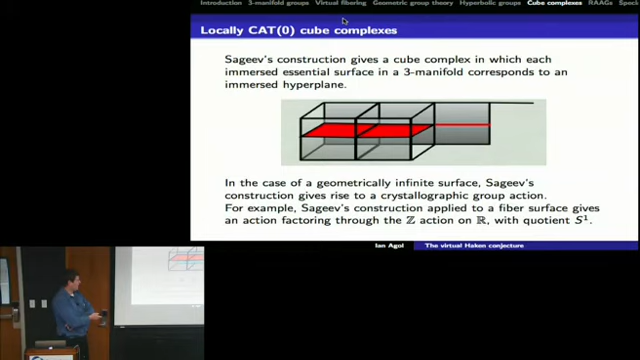 Introduction 3-manifold groups Virtual fibering Geometric group theory Hyperbolic groups Cube complexes RAAGs
Locally CAT(0) cube complexes
Sageev's construction gives a cube complex in which each
immersed essential surface in a 3-manifold corresponds to an
immersed hyperplane.
In the case of a geometrically infinite surface, Sageev's
construction gives rise to a crystallographic group action.
For example, Sageev's construction applied to a fiber surface gives
an action factoring through the ℤ action on ℝ, with quotient S¹.
Ian Agol The virtual Haken conjecture